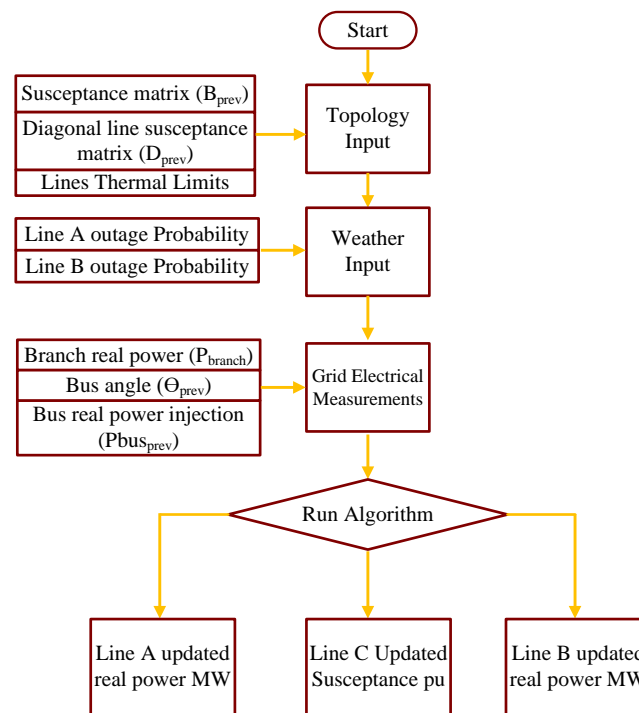 Start
Susceptance matrix (Bprev)
Diagonal line susceptance
matrix (Dprev)
Lines Thermal Limits
Topology
Input
Line A outage Probability
Line B outage Probability
Weather
Input
Branch real power (Pbranch)
Bus angle (ϴprev)
Bus real power injection
(Pbusprev)
Grid Electrical
Measurements
Run Algorithm
Line A updated
real power MW
Line C Updated
Susceptance pu
Line B updated
real power MW